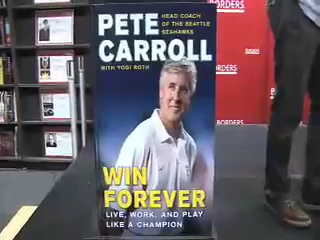 PETE
CARROLL
HEAD COACH
OF THE SEATTLE
SEAHAWKS
WITH YOGI ROTH
WIN
FOREVER
LIVE, WORK, AND PLAY
LIKE A CHAMPION
BORDERS
BORDERS
BORDERS